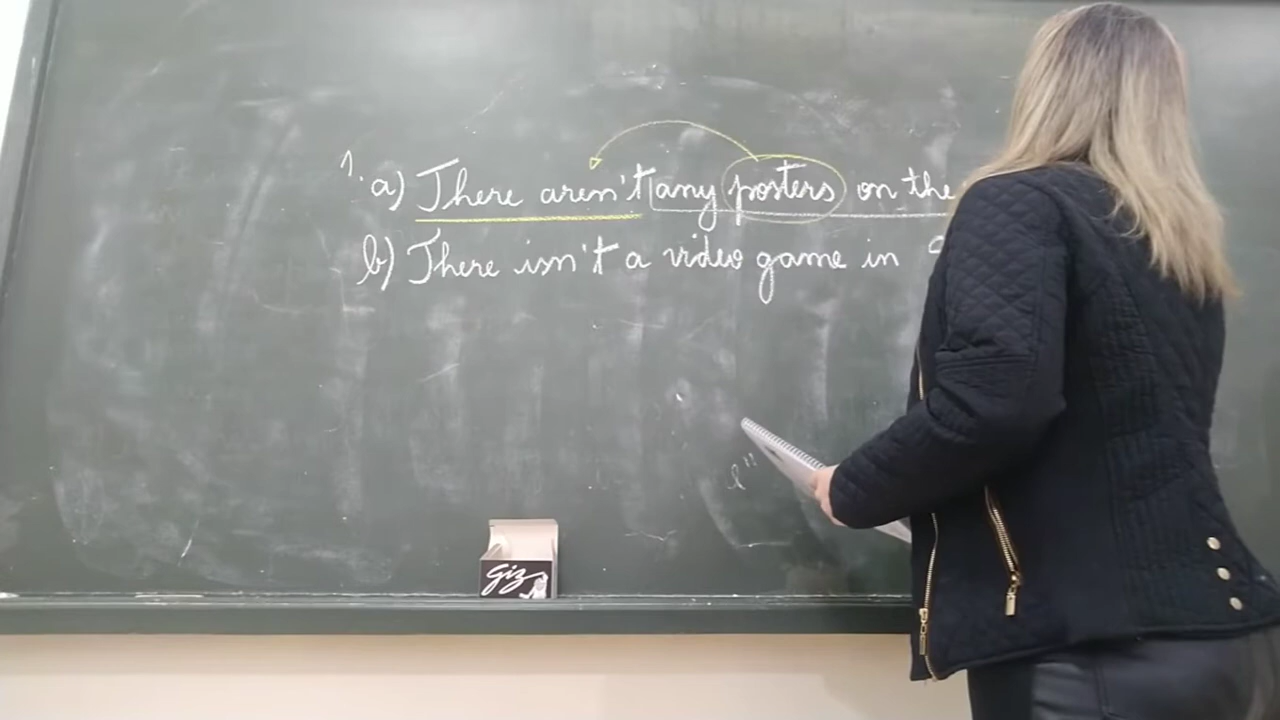 1. a) There aren't any posters on the
b) There isn't a video game in
Giz